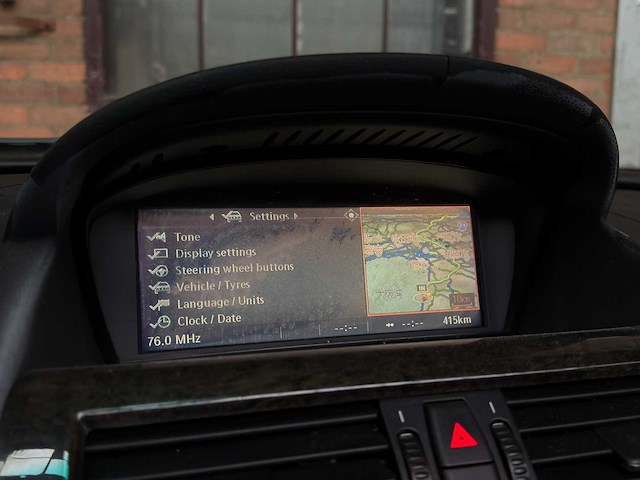 Settings
Tone
Display settings
Steering wheel buttons
Vehicle / Tyres
Language / Units
Clock / Date
--:-- --:-- 415km
76.0 MHz